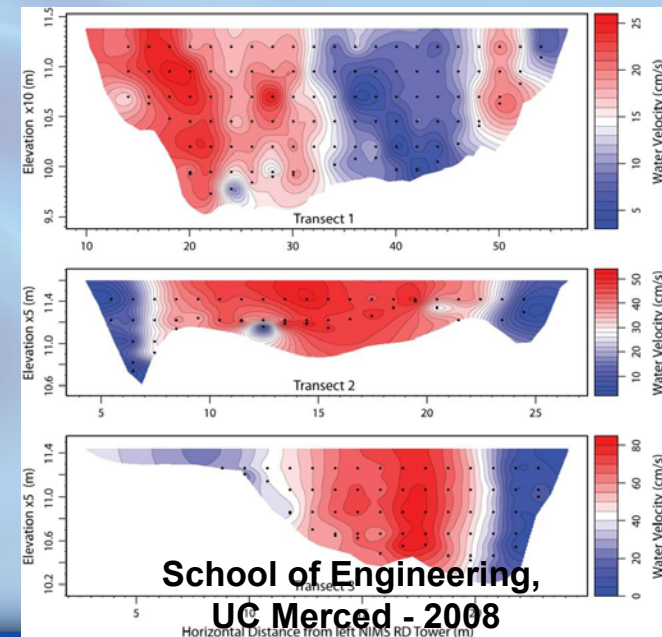 11.5
11.0
10.5
10.0
9.5
Elevation x10 (m)
Transect 1
10 20 30 40 50
25
20
15
10
5
Water Velocity (cm/s)
11.4
11.0
10.6
Elevation x5 (m)
Transect 2
5 10 15 20 25
50
40
30
20
10
Water Velocity (cm/s)
11.4
11.0
10.6
10.2
Elevation x5 (m)
Transect 3
5 10
80
60
40
20
0
Water Velocity (cm/s)
School of Engineering,
UC Merced - 2008
Horizontal Distance from left NIMS RD Tower (m)